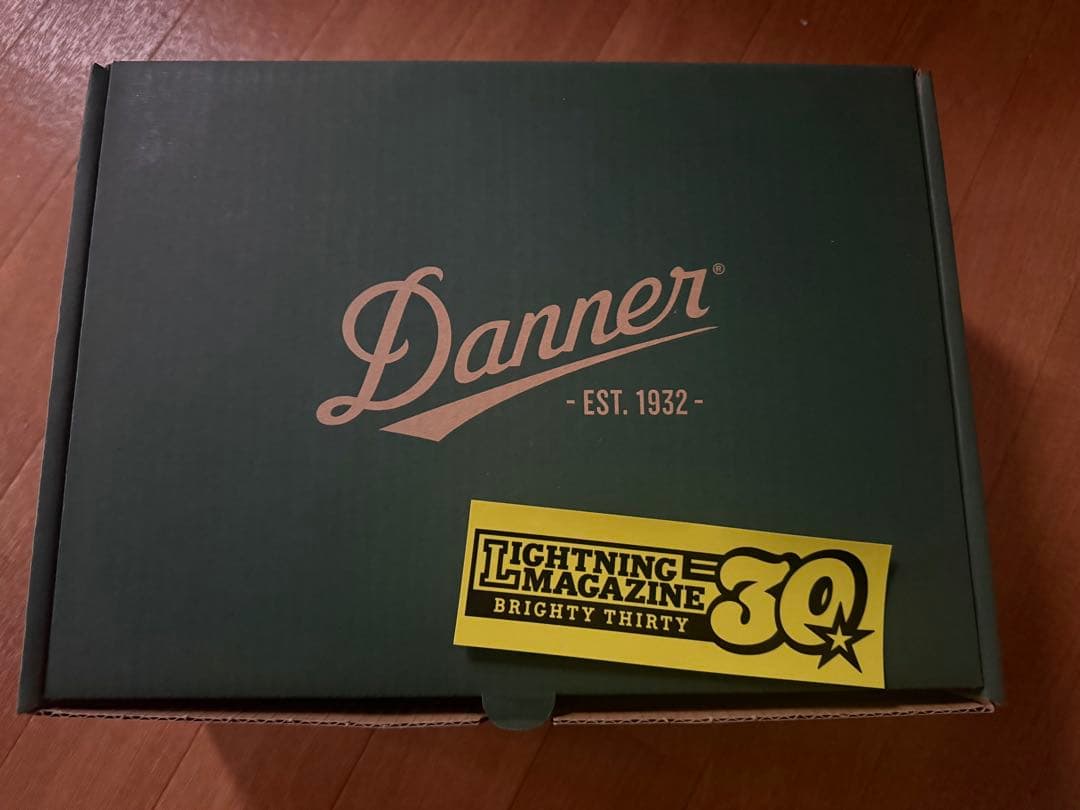 Danner®
- EST. 1932 -
LIGHTNING
MAGAZINE
BRIGHTY THIRTY
30